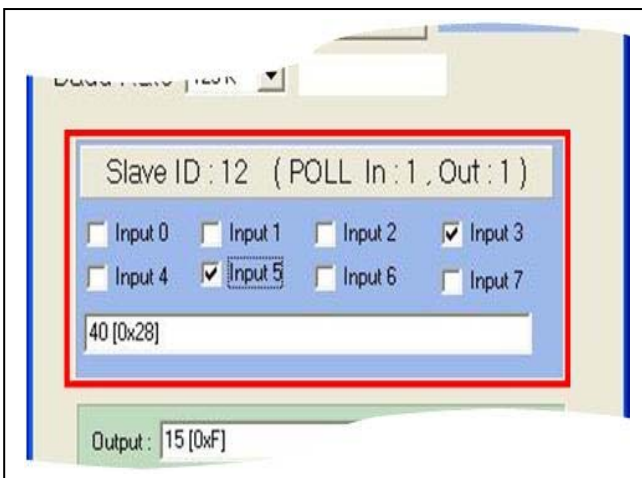 Slave ID : 12 ( POLL In : 1 , Out : 1 )
Input 0 Input 1 Input 2 Input 3
Input 4 Input 5 Input 6 Input 7
40 [0x28]
Output : 15 [0xF]